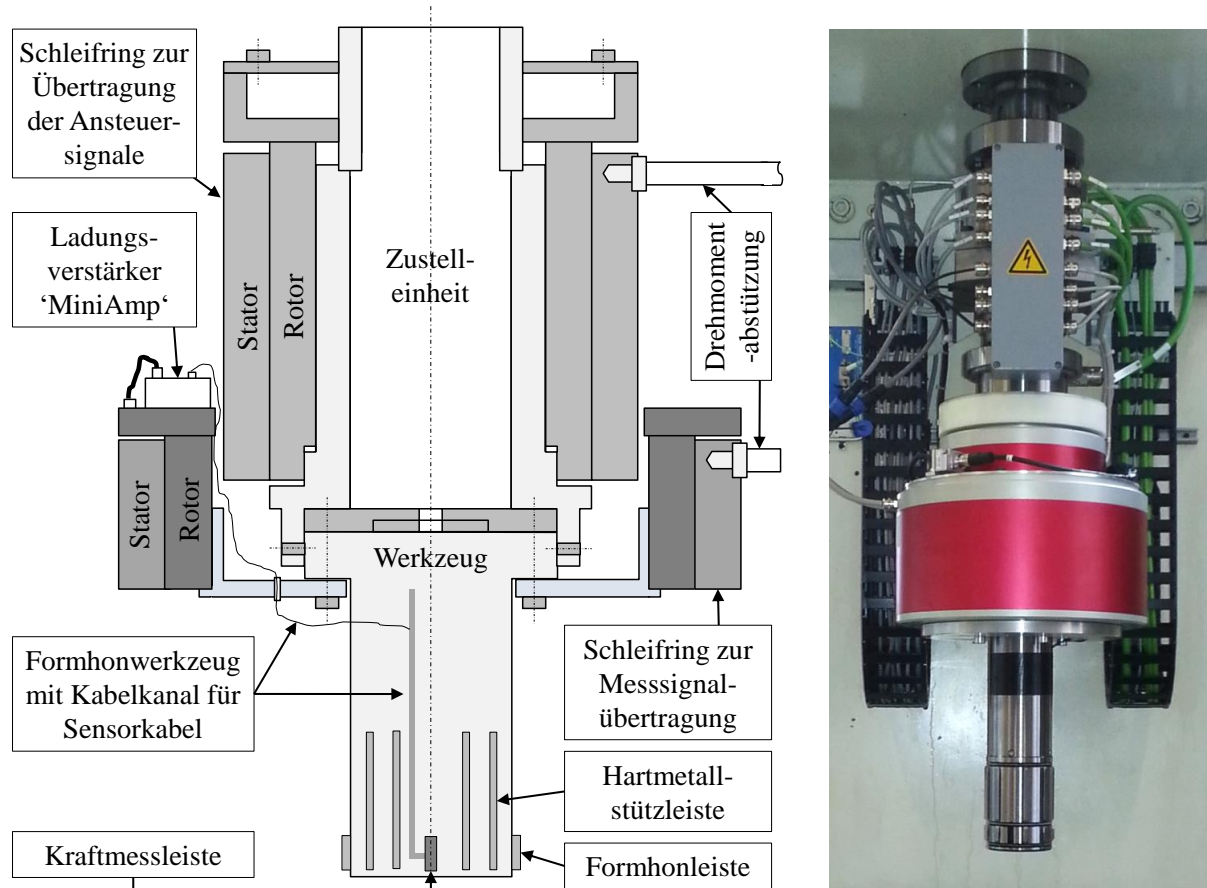 Schleifring zur
Übertragung
der Ansteuer-
signale
Ladungs-
verstärker
‘MiniAmp‘
Zustell-
einheit
Stator
Rotor
Drehmoment
-abstützung
Stator
Rotor
Werkzeug
Formhonwerkzeug
mit Kabelkanal für
Sensorkabel
Schleifring zur
Messsignal-
übertragung
Hartmetall-
stützleiste
Kraftmessleiste
Formhonleiste